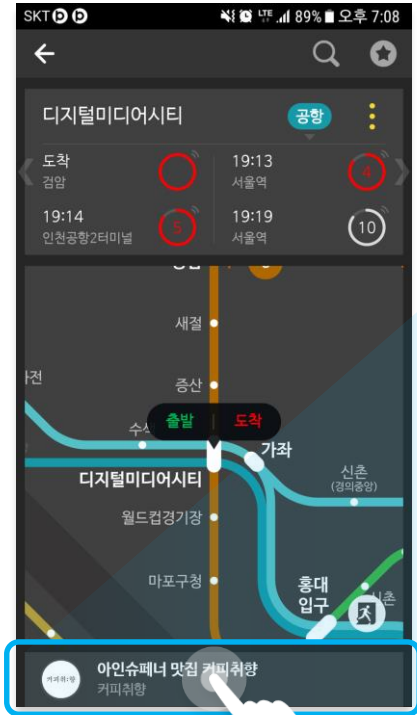 SKT 89% 오후 7:08
디지털미디어시티 공항
도착 19:13
검암 서울역 4
19:14 19:19
인천공항2터미널 5 서울역 10
새절
증산
출발 도착
가좌
디지털미디어시티
신촌
(경의중앙)
월드컵경기장
마포구청
홍대
입구
아인슈페너 맛집 커피취향
커피취향